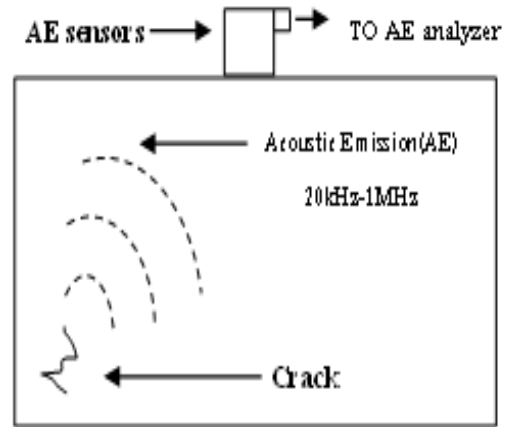 AE sensors
TO AE analyzer
Acoustic Emission(AE)
20kHz-1MHz
Crack